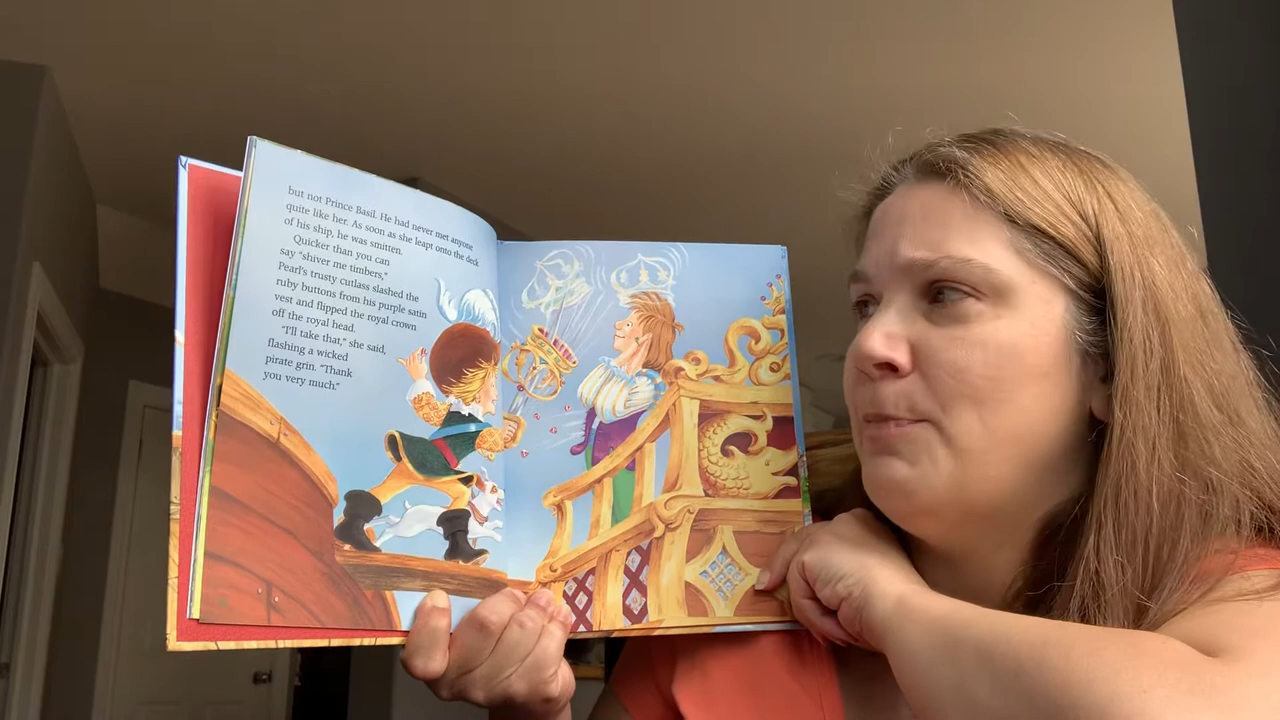 but not Prince Basil. He had never met anyone
quite like her. As soon as she leapt onto the deck
of his ship, he was smitten.
Quicker than you can
say "shiver me timbers,"
Pearl's trusty cutlass slashed the
ruby buttons from his purple satin
vest and flipped the royal crown
off the royal head.
"I'll take that," she said,
flashing a wicked
pirate grin. "Thank
you very much."